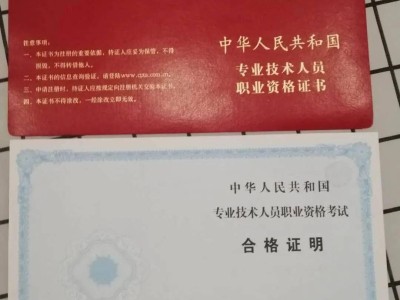 注意事项:
一、本证书为注册的重要依据,持证人应妥为保管,不得
损毁,不得转借他人。
二、本证书的信息查询验证,请登陆www.cpta.com.cn。
三、申请注册时,持证人应按规定向注册机关交验本证书。
四、本证书不得涂改,一经涂改立即无效。
中华人民共和国
专业技术人员
职业资格证书
中华人民共和国
专业技术人员职业资格考试
合格证明